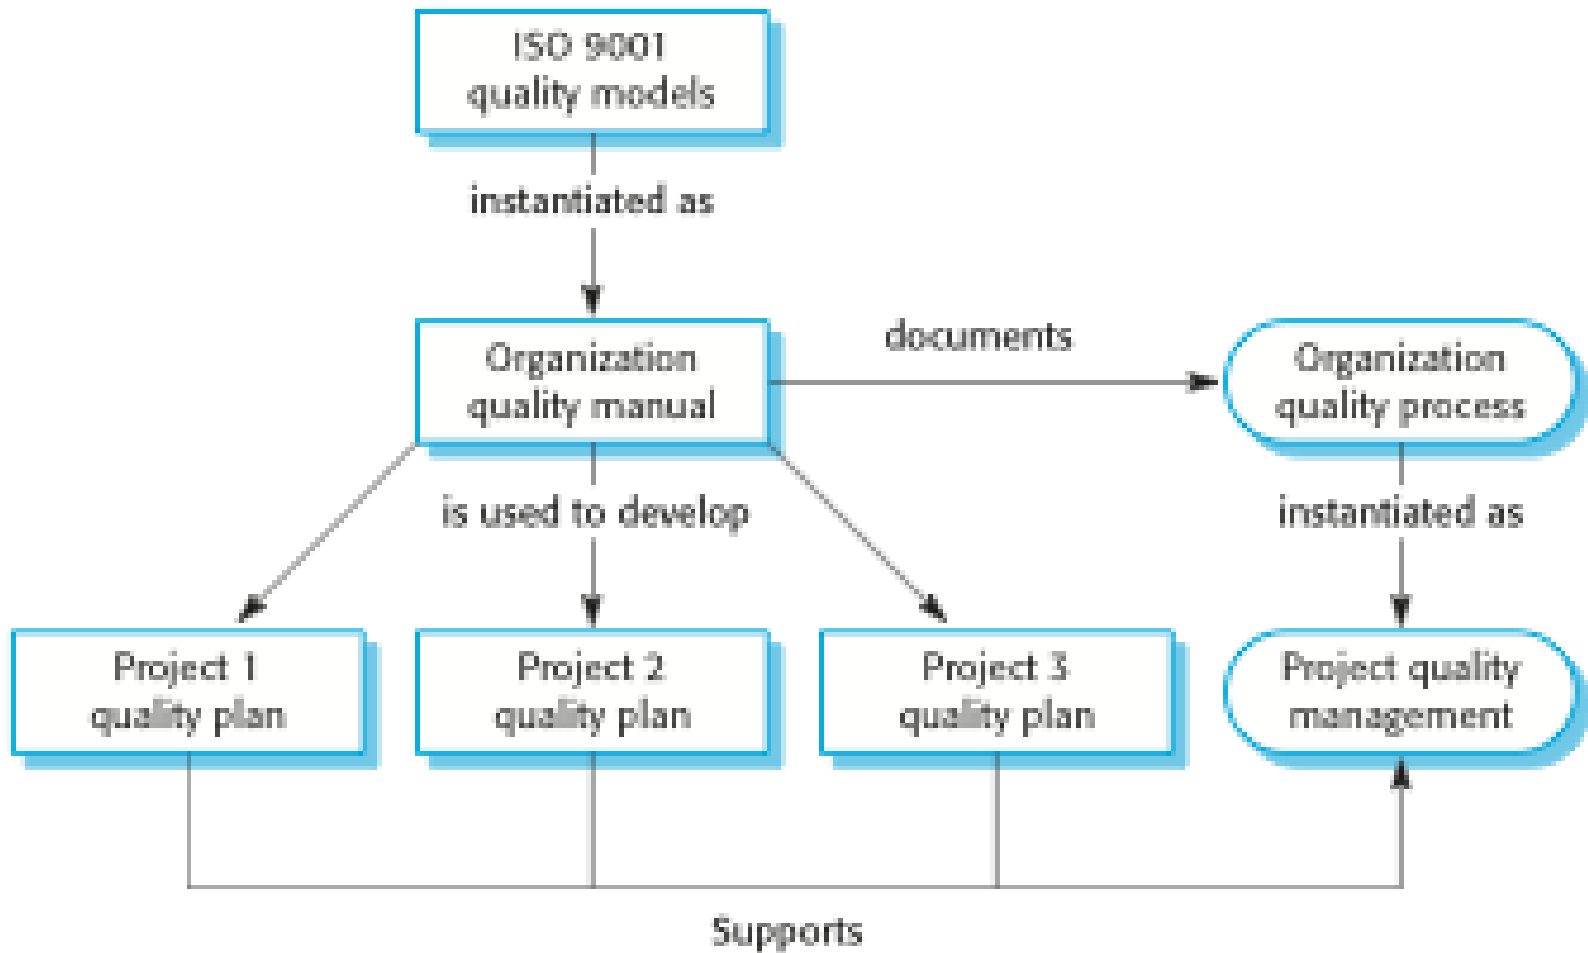 ISO 9001
quality models
instantiated as
Organization
quality manual
documents
Organization
quality process
is used to develop
instantiated as
Project 1
quality plan
Project 2
quality plan
Project 3
quality plan
Project quality
management
Supports